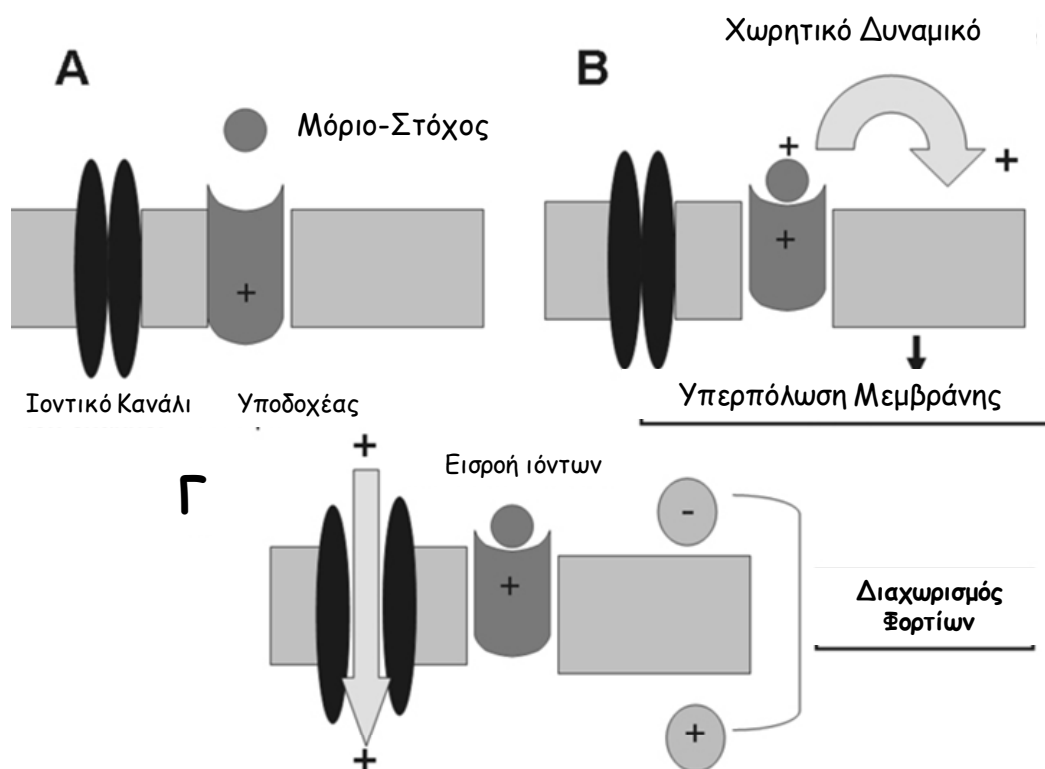 Α
Μόριο-Στόχος
+
Ιοντικό Κανάλι
Υποδοχέας
Β
Χωρητικό Δυναμικό
+
+
+
Υπερπόλωση Μεμβράνης
Γ
+
Εισροή ιόντων
-
+
Διαχωρισμός
Φορτίων
+
+